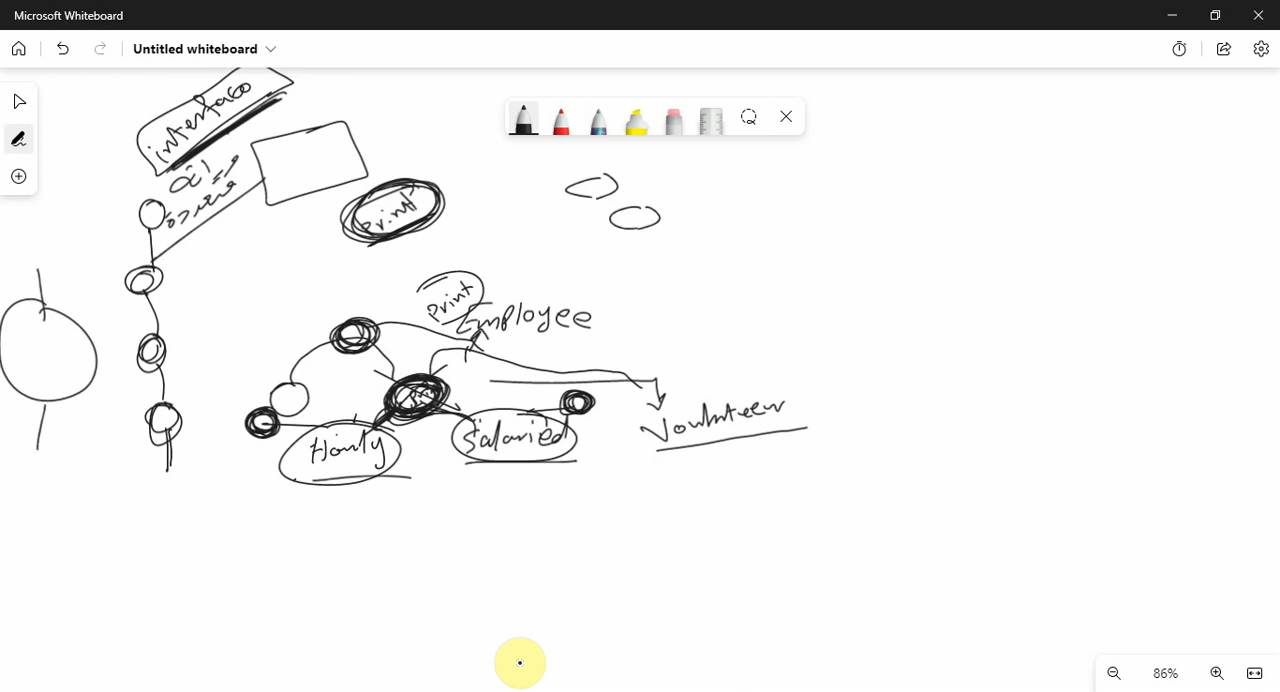 Microsoft Whiteboard
Untitled whiteboard
interface
Print
Print
Employee
Hourly
Salaried
Volunteer
86%